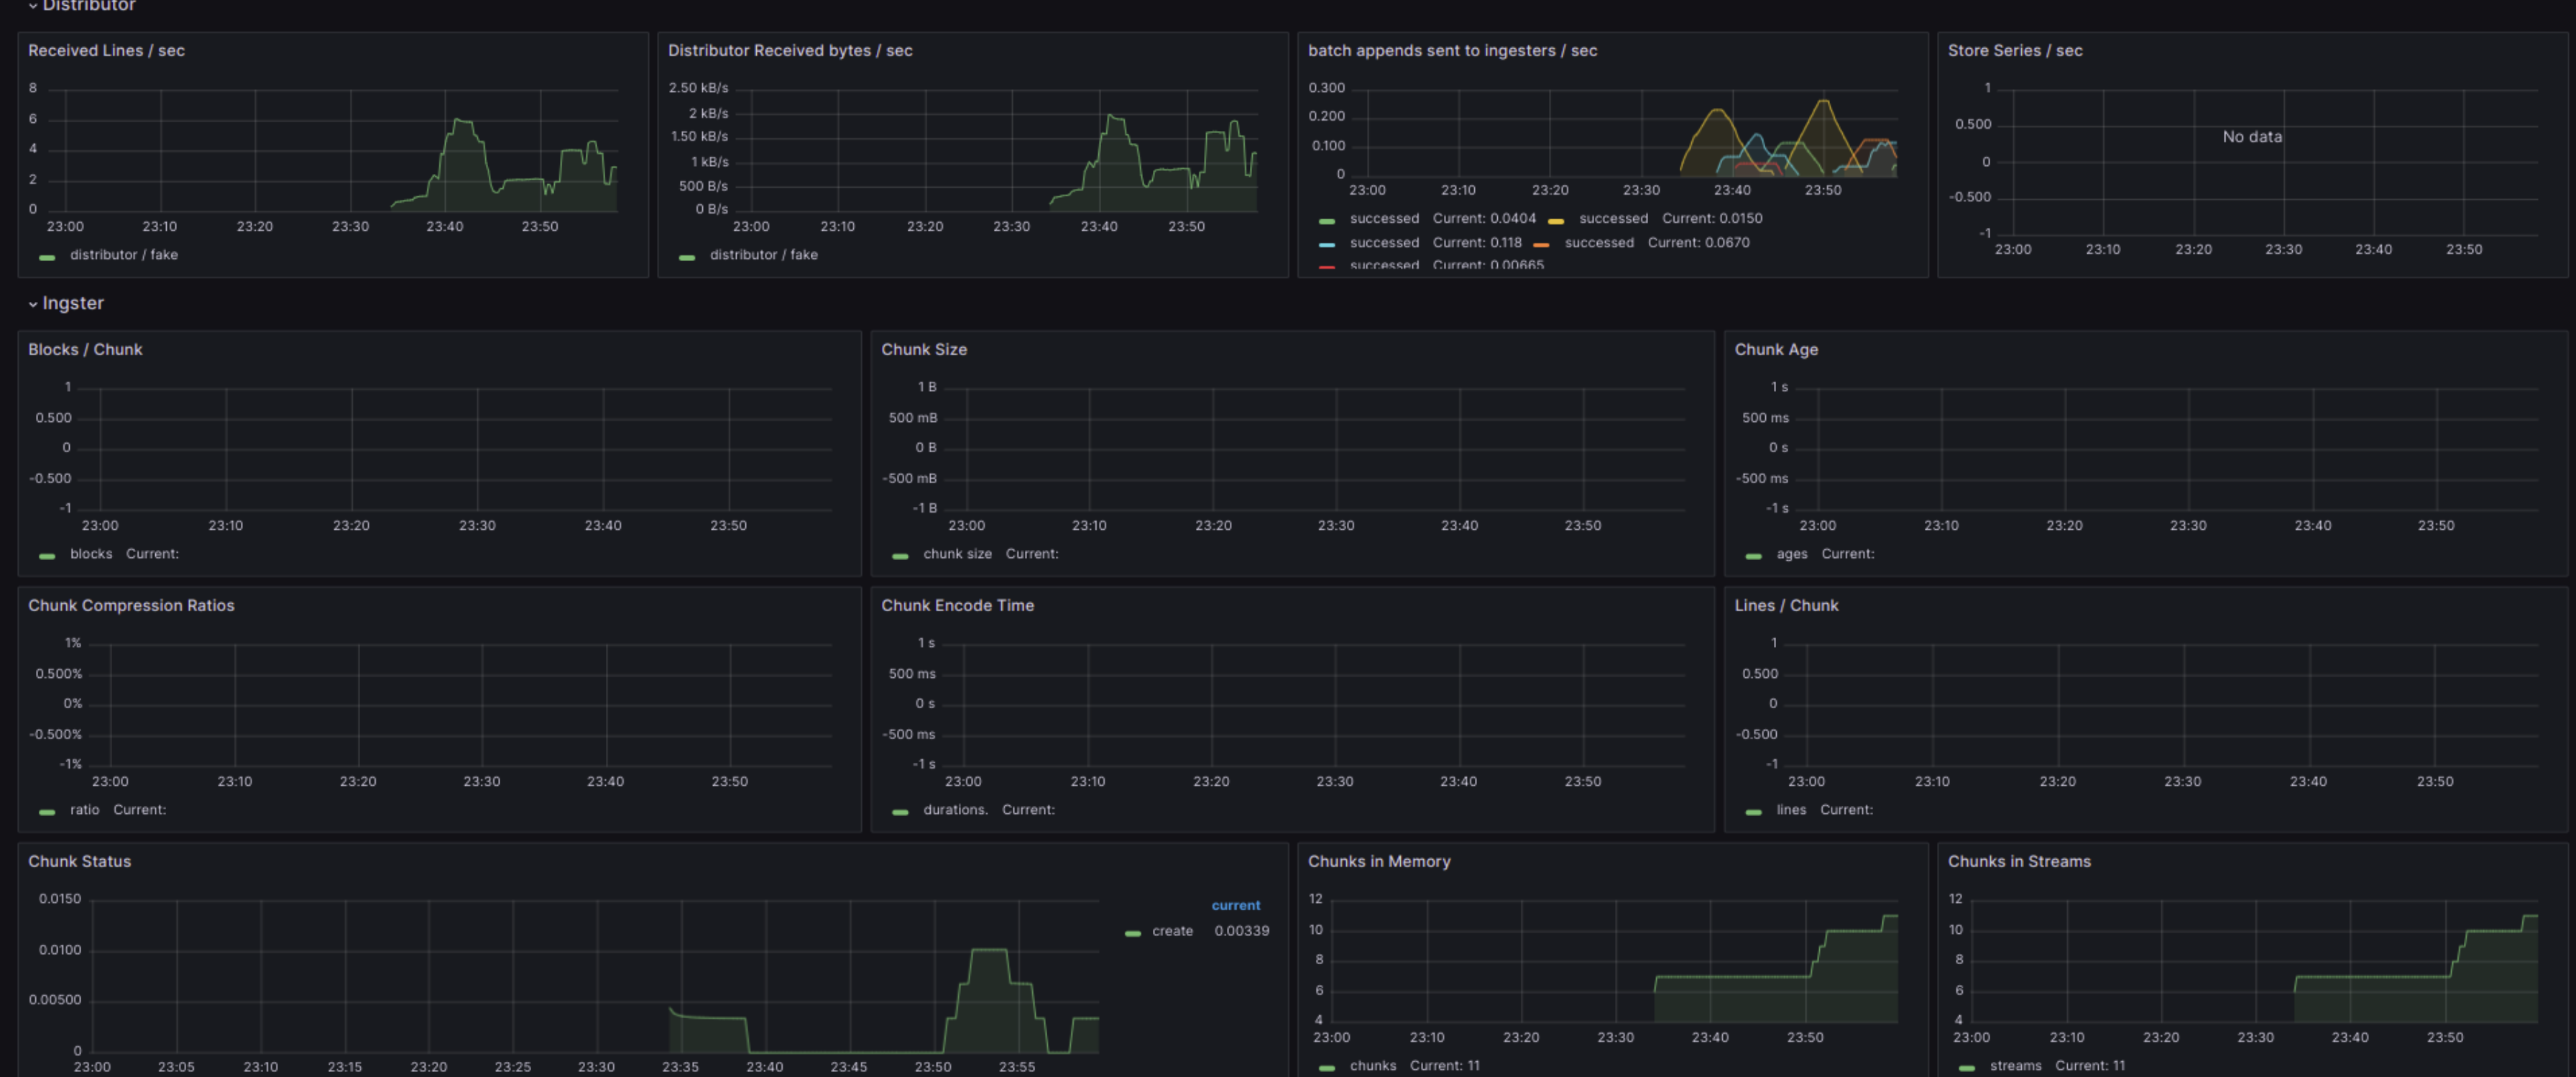 Distributor
Received Lines / sec
8
6
4
2
0
23:00 23:10 23:20 23:30 23:40 23:50
distributor / fake
Distributor Received bytes / sec
2.50 kB/s
2 kB/s
1.50 kB/s
1 kB/s
500 B/s
0 B/s
23:00 23:10 23:20 23:30 23:40 23:50
distributor / fake
batch appends sent to ingesters / sec
0.300
0.200
0.100
0
23:00 23:10 23:20 23:30 23:40 23:50
successed Current: 0.0404 successed Current: 0.0150
successed Current: 0.118 successed Current: 0.0670
successed Current: 0.00665
Store Series / sec
1
0.500
0
-0.500
-1
No data
23:00 23:10 23:20 23:30 23:40 23:50
Ingster
Blocks / Chunk
1
0.500
0
-0.500
-1
23:00 23:10 23:20 23:30 23:40 23:50
blocks Current:
Chunk Size
1 B
500 mB
0 B
-500 mB
-1 B
23:00 23:10 23:20 23:30 23:40 23:50
chunk size Current:
Chunk Age
1 s
500 ms
0 s
-500 ms
-1 s
23:00 23:10 23:20 23:30 23:40 23:50
ages Current:
Chunk Compression Ratios
1%
0.500%
0%
-0.500%
-1%
23:00 23:10 23:20 23:30 23:40 23:50
ratio Current:
Chunk Encode Time
1 s
500 ms
0 s
-500 ms
-1 s
23:00 23:10 23:20 23:30 23:40 23:50
durations. Current:
Lines / Chunk
1
0.500
0
-0.500
-1
23:00 23:10 23:20 23:30 23:40 23:50
lines Current:
Chunk Status
0.0150
0.0100
0.00500
0
23:00 23:05 23:10 23:15 23:20 23:25 23:30 23:35 23:40 23:45 23:50 23:55
current
create 0.00339
Chunks in Memory
12
10
8
6
4
23:00 23:10 23:20 23:30 23:40 23:50
chunks Current: 11
Chunks in Streams
12
10
8
6
4
23:00 23:10 23:20 23:30 23:40 23:50
streams Current: 11